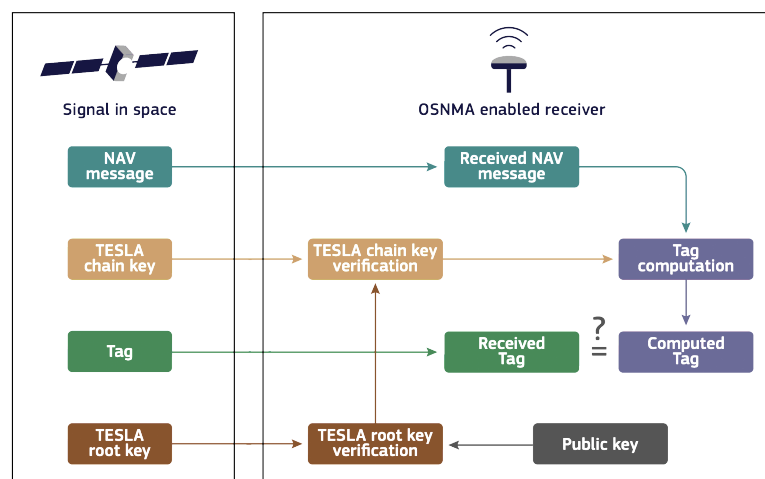 Signal in space
OSNMA enabled receiver
NAV
message
Received NAV
message
TESLA
chain key
TESLA chain key
verification
Tag
computation
Tag
Received
Tag
?
=
Computed
Tag
TESLA
root key
TESLA root key
verification
Public key